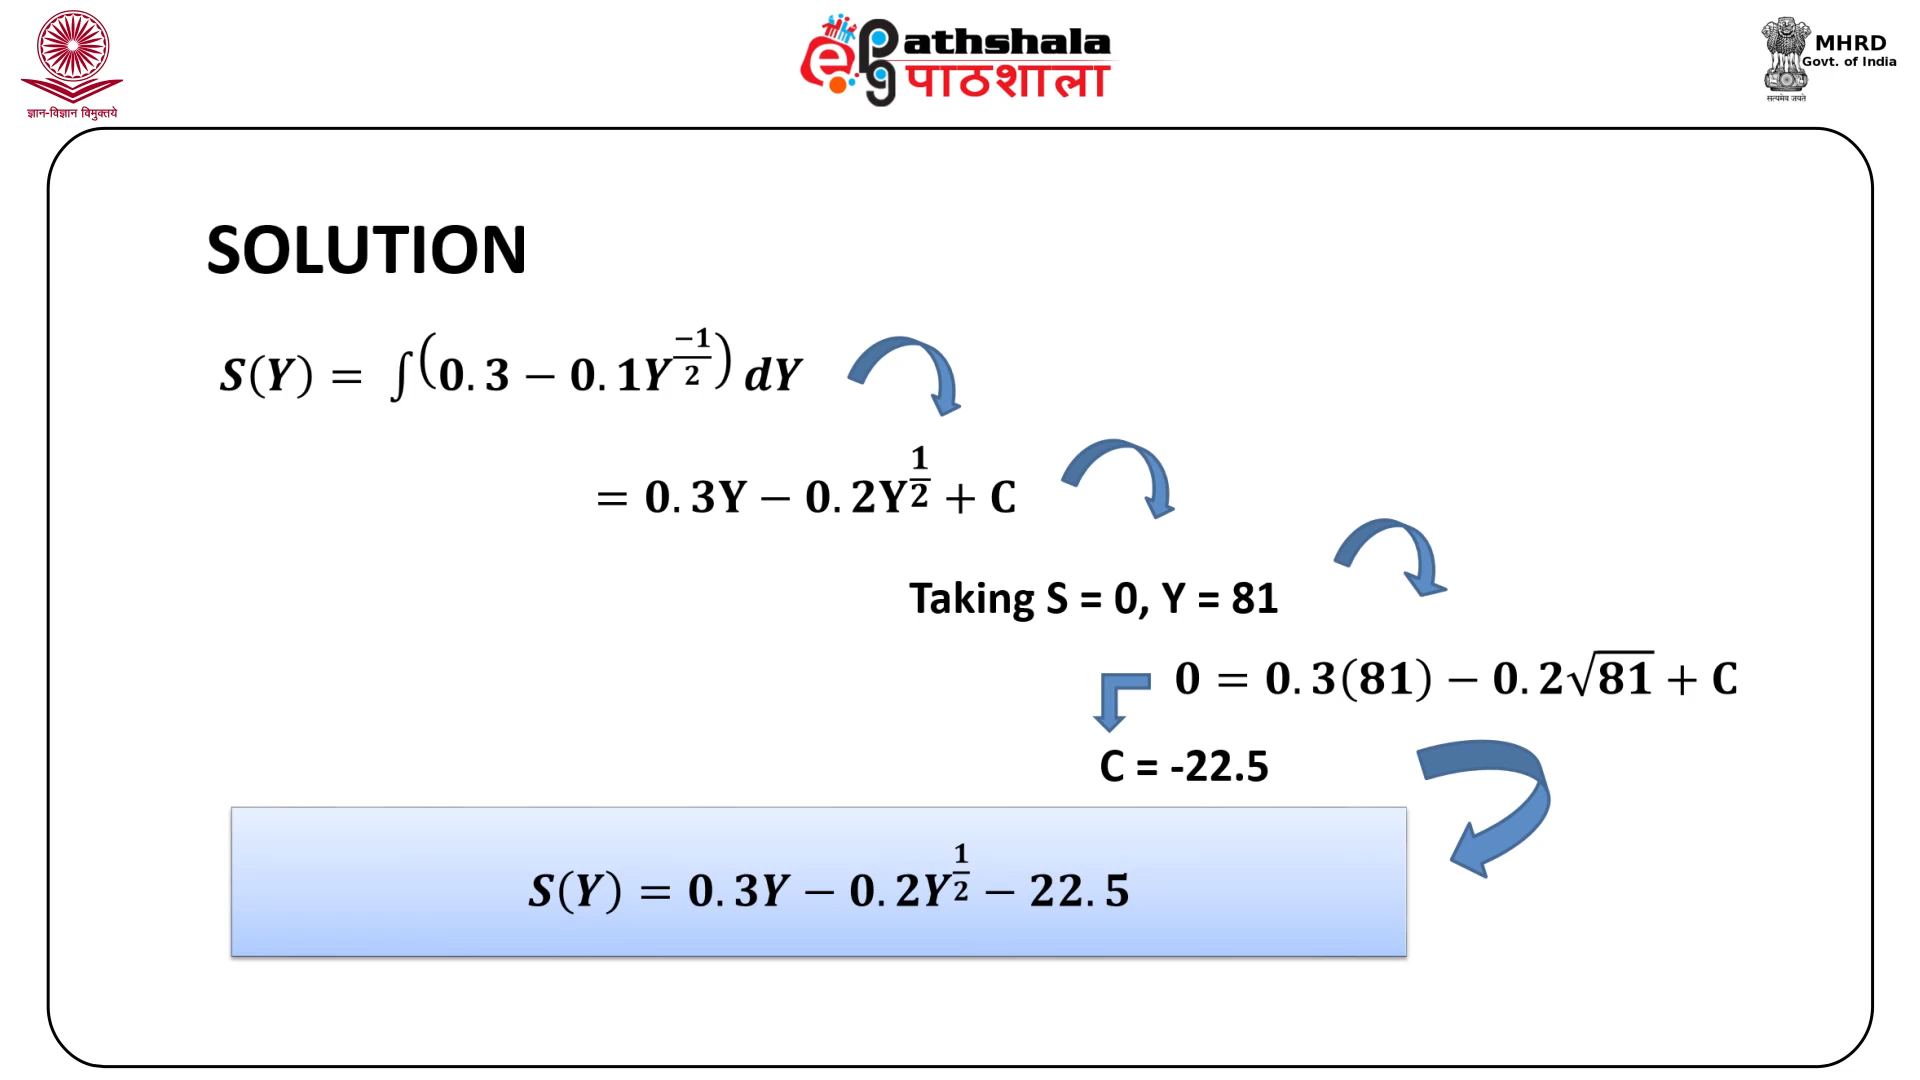 ज्ञान-विज्ञान विमुक्तये
ePG Pathshala
पाठशाला
MHRD
Govt. of India
सत्यमेव जयते
SOLUTION
S(Y) = ∫(0.3 − 0.1Y^(−1/2)) dY
= 0.3Y − 0.2Y^(1/2) + C
Taking S = 0, Y = 81
0 = 0.3(81) − 0.2√81 + C
C = -22.5
S(Y) = 0.3Y − 0.2Y^(1/2) − 22.5